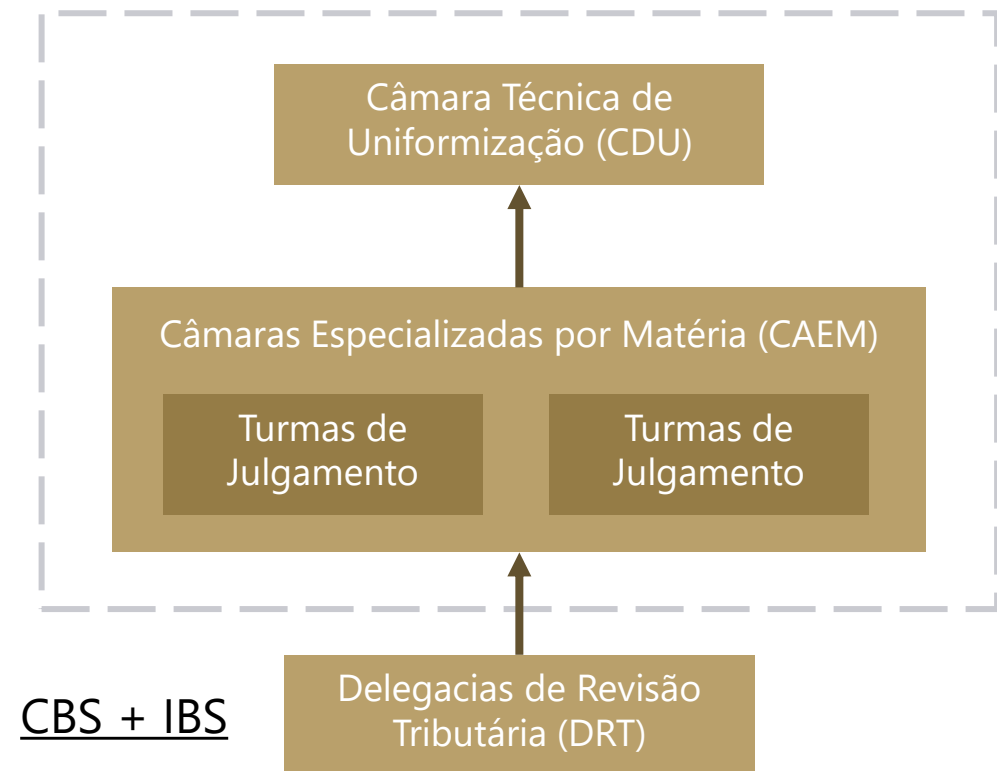 Câmara Técnica de
Uniformização (CDU)
Câmaras Especializadas por Matéria (CAEM)
Turmas de
Julgamento
Turmas de
Julgamento
Delegacias de Revisão
Tributária (DRT)
CBS + IBS